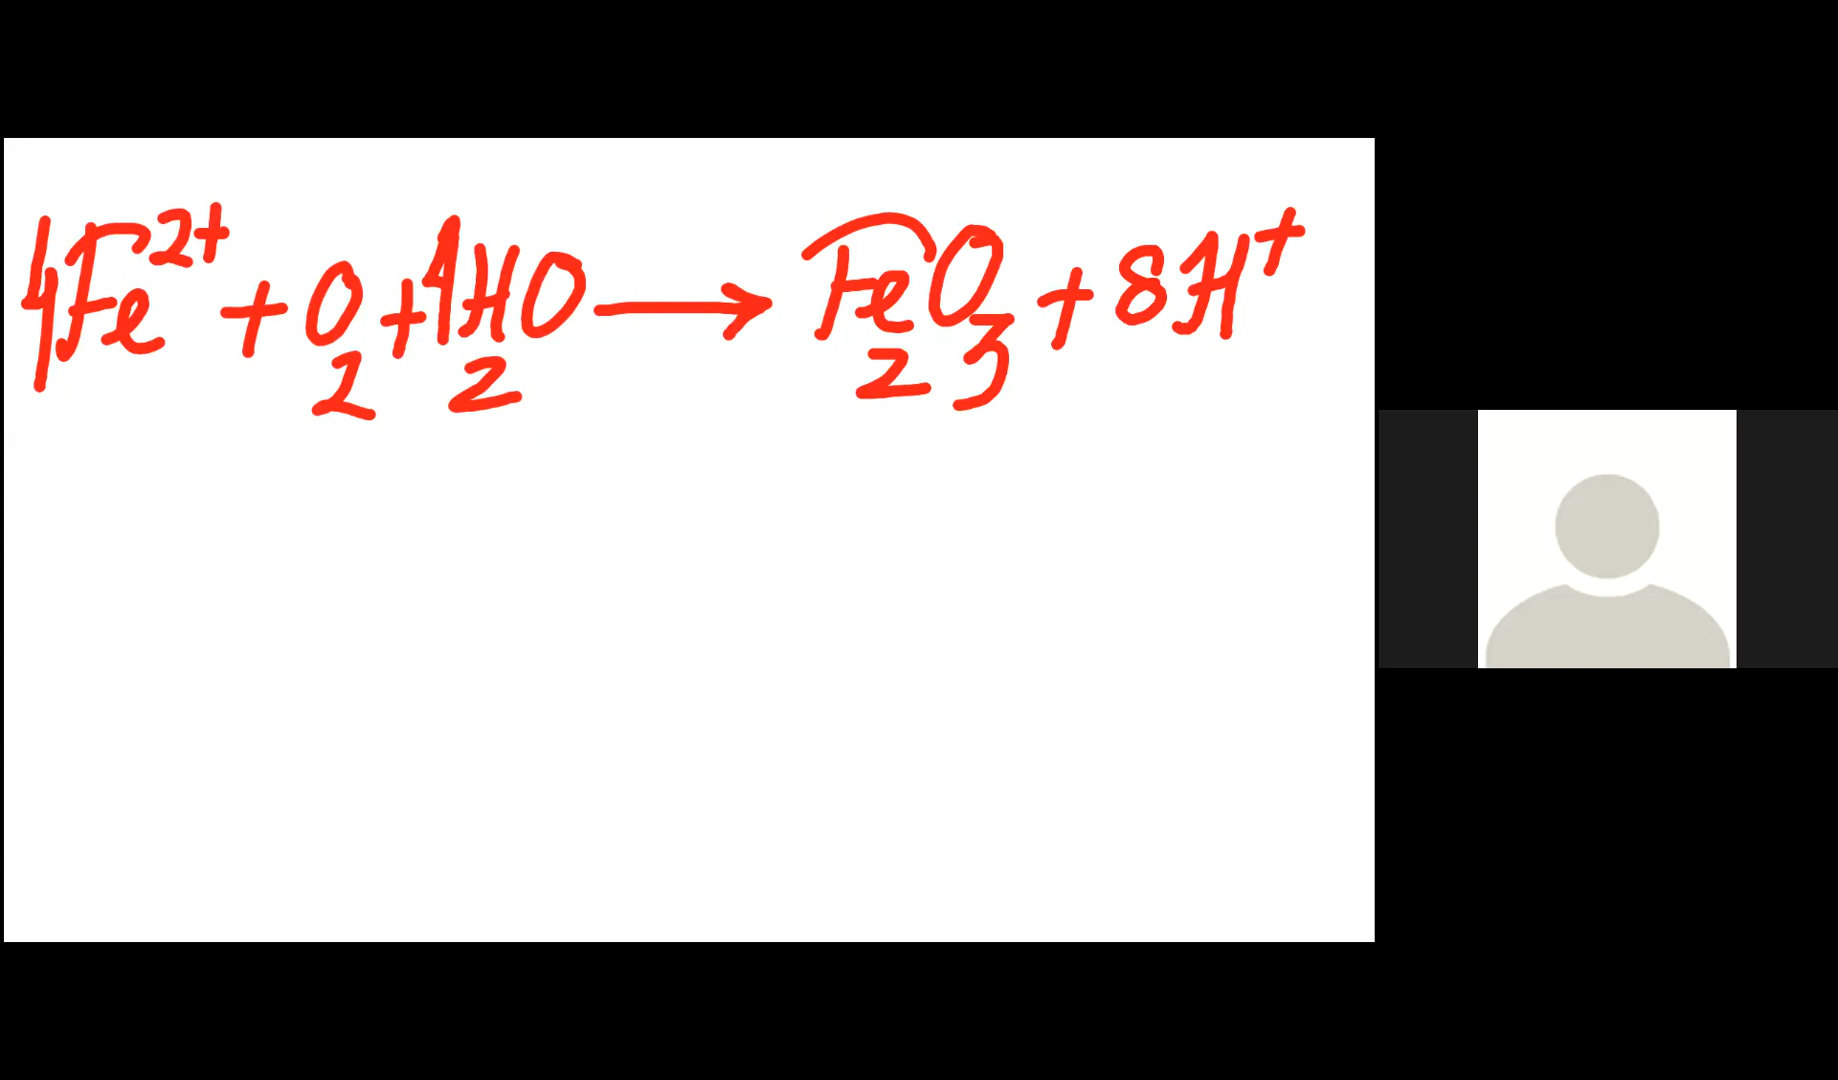 4Fe²⁺ + O₂ + 4H₂O → Fe₂O₃ + 8H⁺